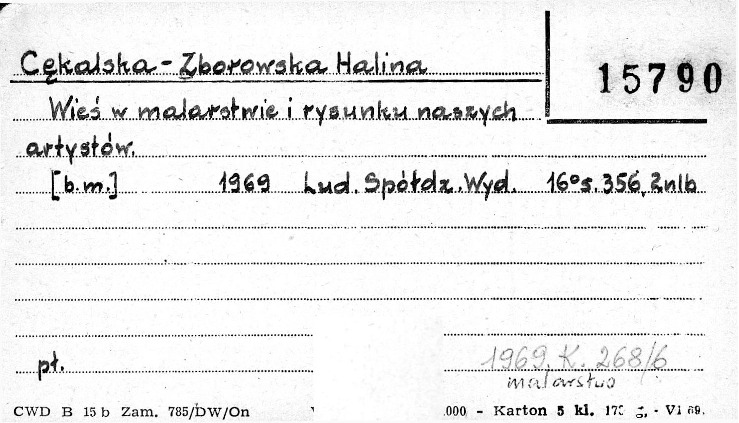 Cękalska-Zborowska Halina
15790
Wieś w malarstwie i rysunku naszych
artystów.
[b.m.] 1969 Lud. Spółdz. Wyd. 16° s. 356, 2nlb
pł.
1969. K. 268/6
malarstwo
CWD B 15 b Zam. 785/DW/On .000 - Karton 5 kl.